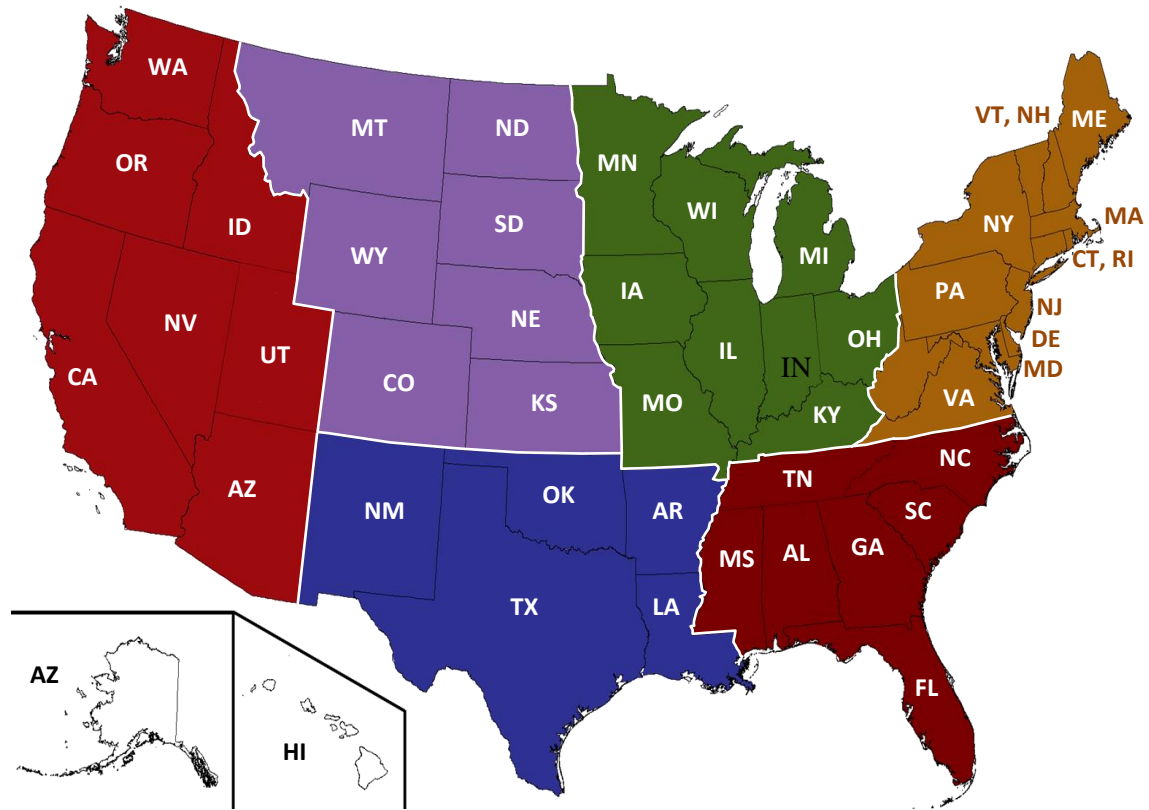 WA
MT
ND
MN
VT, NH
ME
OR
ID
SD
WI
MI
NY
MA
WY
CT, RI
NE
IA
PA
NJ
NV
UT
CO
KS
IL
IN
OH
DE
MD
CA
MO
KY
VA
AZ
NM
OK
AR
TN
NC
SC
TX
LA
MS
AL
GA
AZ
HI
FL